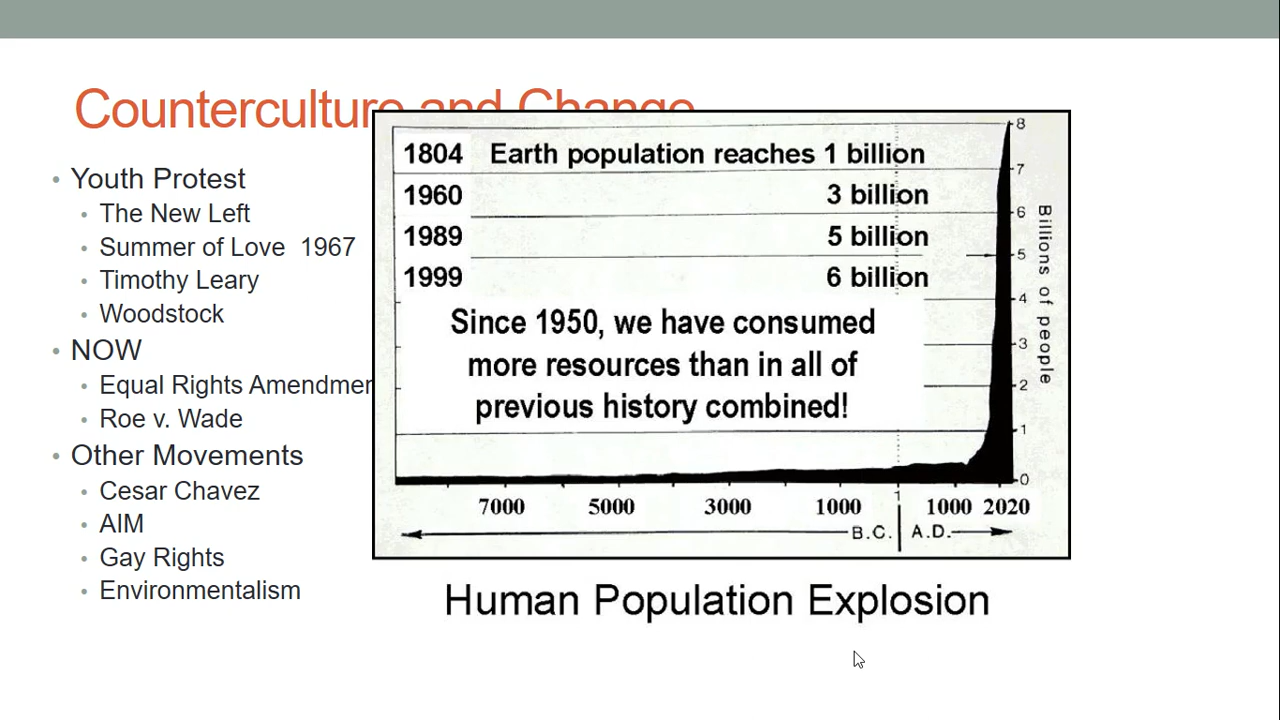 Counterculture and Change
• Youth Protest
• The New Left
• Summer of Love 1967
• Timothy Leary
• Woodstock
• NOW
• Equal Rights Amendmen
• Roe v. Wade
• Other Movements
• Cesar Chavez
• AIM
• Gay Rights
• Environmentalism
1804 Earth population reaches 1 billion
1960 3 billion
1989 5 billion
1999 6 billion
Since 1950, we have consumed
more resources than in all of
previous history combined!
8
7
6
5
4
3
2
1
0
Billions of people
7000 5000 3000 1000 1 1000 2020
B.C. A.D.
Human Population Explosion